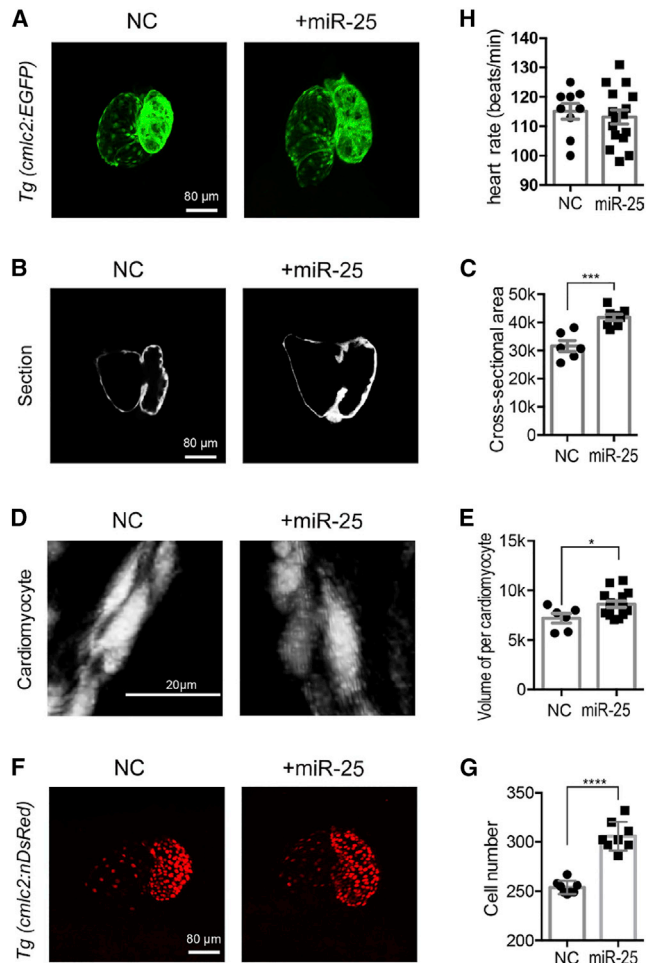 A
NC
+miR-25
Tg (cmlc2:EGFP)
80 µm
H
heart rate (beats/min)
140
130
120
110
100
90
NC miR-25
B
NC
+miR-25
Section
80 µm
C
***
Cross-sectional area
50k
40k
30k
20k
10k
0
NC miR-25
D
NC
+miR-25
Cardiomyocyte
20µm
E
*
Volume of per cardiomyocyte
15k
10k
5k
0
NC miR-25
F
NC
+miR-25
Tg (cmlc2:nDsRed)
80 µm
G
****
Cell number
350
300
250
200
NC miR-25